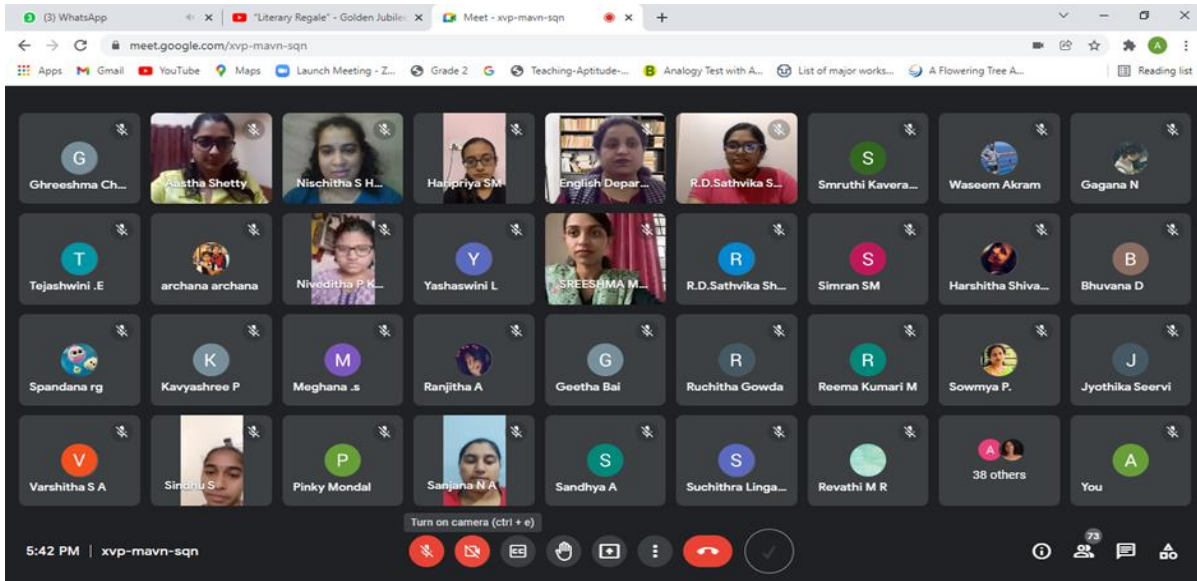 (3) WhatsApp
"Literary Regale" - Golden Jubile
Meet - xvp-mavn-sqn
meet.google.com/xvp-mavn-sqn
A
Apps Gmail YouTube Maps Launch Meeting - Z... Grade 2 G Teaching-Aptitude-... B Analogy Test with A... List of major works... A Flowering Tree A... Reading list
G
Ghreeshma Ch...
Aastha Shetty
Nischitha S H...
Haripriya SM
English Depar...
R.D.Sathvika S...
S
Smruthi Kavera...
Waseem Akram
Gagana N
T
Tejashwini .E
archana archana
Niveditha P K...
Y
Yashaswini L
SREESHMA M...
R
R.D.Sathvika Sh...
S
Simran SM
Harshitha Shiva...
B
Bhuvana D
Spandana rg
K
Kavyashree P
M
Meghana .s
Ranjitha A
G
Geetha Bai
R
Ruchitha Gowda
R
Reema Kumari M
Sowmya P.
J
Jyothika Seervi
V
Varshitha S A
Sindhu S
P
Pinky Mondal
Sanjana N A
S
Sandhya A
S
Suchithra Linga...
Revathi M R
A
38 others
A
You
Turn on camera (ctrl + e)
5:42 PM | xvp-mavn-sqn
CC
73